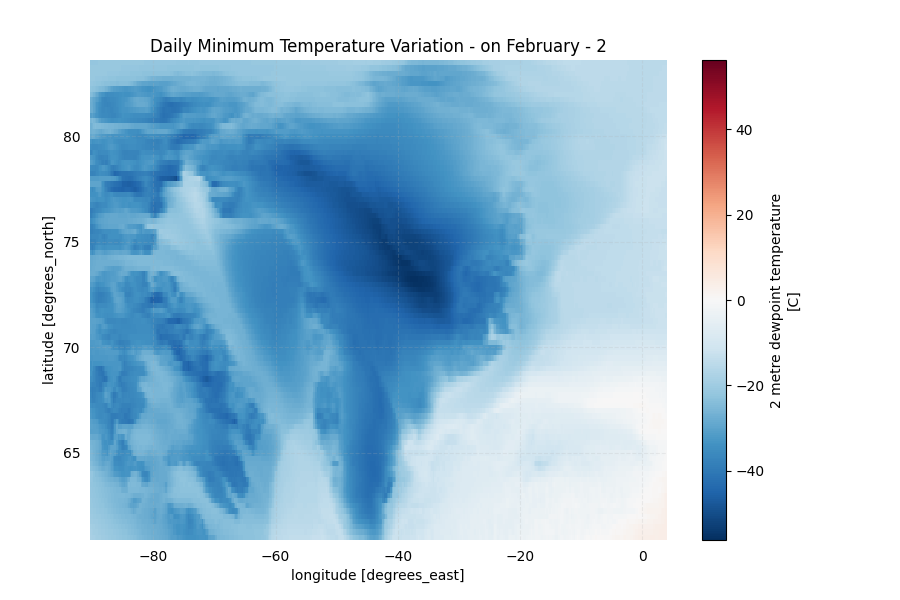 Daily Minimum Temperature Variation - on February - 2
80
75
70
65
latitude [degrees_north]
−80
−60
−40
−20
0
longitude [degrees_east]
40
20
0
−20
−40
2 metre dewpoint temperature
[C]